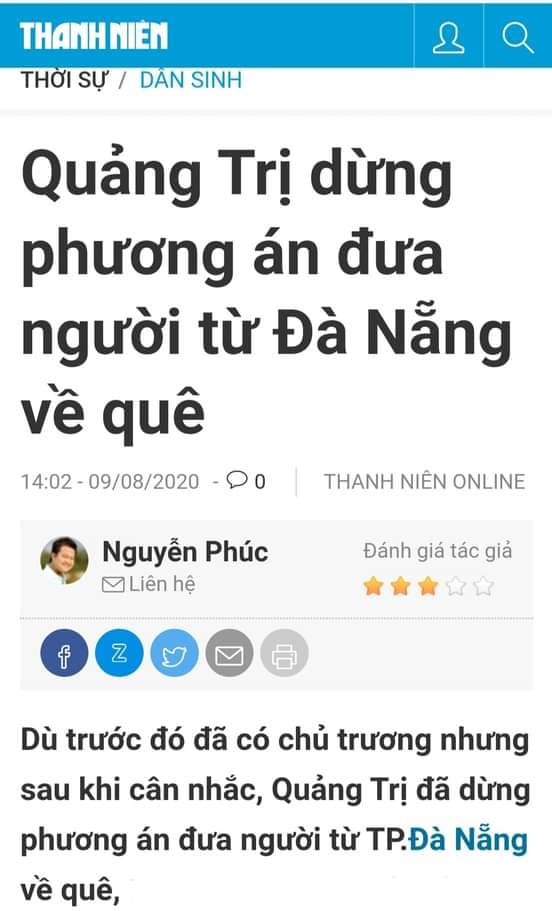 THANH NIÊN
THỜI SỰ / DÂN SINH
Quảng Trị dừng
phương án đưa
người từ Đà Nẵng
về quê
14:02 - 09/08/2020 - 0 THANH NIÊN ONLINE
Nguyễn Phúc
Đánh giá tác giả
Liên hệ
Dù trước đó đã có chủ trương nhưng
sau khi cân nhắc, Quảng Trị đã dừng
phương án đưa người từ TP.Đà Nẵng
về quê,